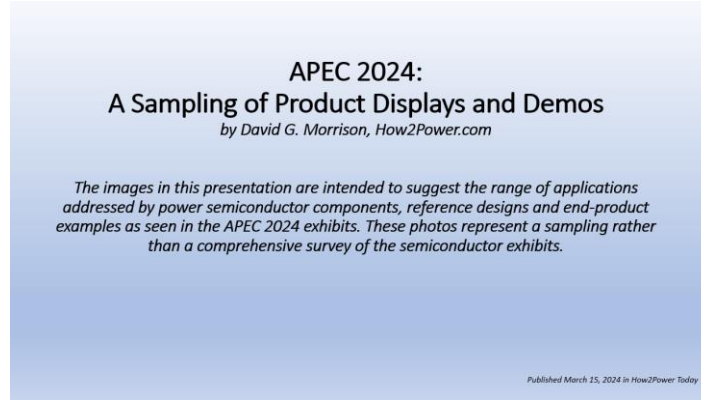 APEC 2024:
A Sampling of Product Displays and Demos
by David G. Morrison, How2Power.com
The images in this presentation are intended to suggest the range of applications
addressed by power semiconductor components, reference designs and end-product
examples as seen in the APEC 2024 exhibits. These photos represent a sampling rather
than a comprehensive survey of the semiconductor exhibits.
Published March 15, 2024 in How2Power Today